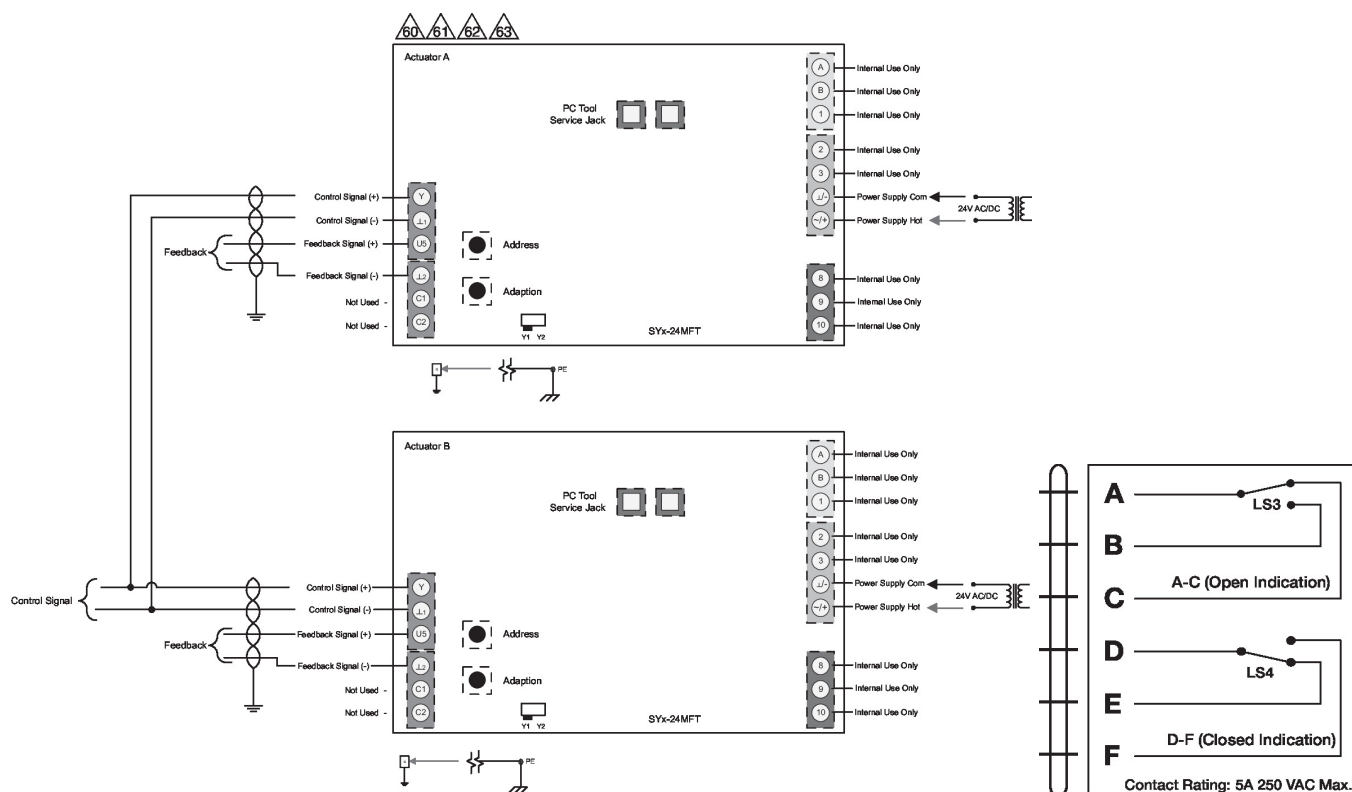 60 61 62 63
Actuator A
PC Tool
Service Jack
A Internal Use Only
B Internal Use Only
1 Internal Use Only
2 Internal Use Only
3 Internal Use Only
⊥/- Power Supply Com
~/+ Power Supply Hot
24V AC/DC
8 Internal Use Only
9 Internal Use Only
10 Internal Use Only
Control Signal (+) Y
Control Signal (-) ⊥1
Feedback Signal (+) U5
Feedback
Feedback Signal (-) ⊥2
Not Used - C1
Not Used - C2
Address
Adaption
Y1 Y2
SYx-24MFT
PE
Actuator B
PC Tool
Service Jack
A Internal Use Only
B Internal Use Only
1 Internal Use Only
2 Internal Use Only
3 Internal Use Only
⊥/- Power Supply Com
~/+ Power Supply Hot
24V AC/DC
8 Internal Use Only
9 Internal Use Only
10 Internal Use Only
Control Signal
Control Signal (+) Y
Control Signal (-) ⊥1
Feedback Signal (+) U5
Feedback
Feedback Signal (-) ⊥2
Not Used - C1
Not Used - C2
Address
Adaption
Y1 Y2
SYx-24MFT
PE
A
LS3
B
A-C (Open Indication)
C
D
LS4
E
D-F (Closed Indication)
F
Contact Rating: 5A 250 VAC Max.